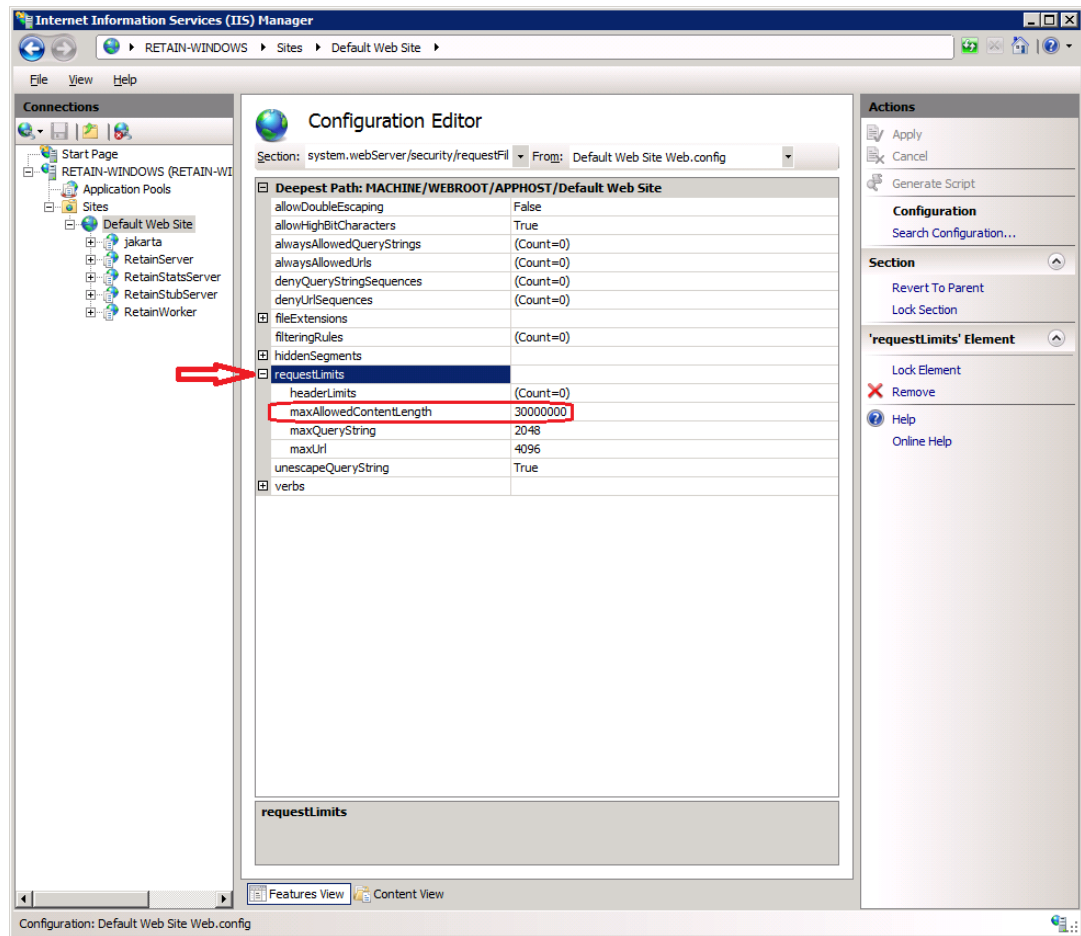 Internet Information Services (IIS) Manager
RETAIN-WINDOWS Sites Default Web Site
File View Help
Connections
Start Page
RETAIN-WINDOWS (RETAIN-WI
Application Pools
Sites
Default Web Site
jakarta
RetainServer
RetainStatsServer
RetainStubServer
RetainWorker
Configuration Editor
Section: system.webServer/security/requestFil From: Default Web Site Web.config
Deepest Path: MACHINE/WEBROOT/APPHOST/Default Web Site
allowDoubleEscaping False
allowHighBitCharacters True
alwaysAllowedQueryStrings (Count=0)
alwaysAllowedUrls (Count=0)
denyQueryStringSequences (Count=0)
denyUrlSequences (Count=0)
fileExtensions
filteringRules (Count=0)
hiddenSegments
requestLimits
headerLimits (Count=0)
maxAllowedContentLength 30000000
maxQueryString 2048
maxUrl 4096
unescapeQueryString True
verbs
requestLimits
Features View Content View
Actions
Apply
Cancel
Generate Script
Configuration
Search Configuration...
Section
Revert To Parent
Lock Section
'requestLimits' Element
Lock Element
Remove
Help
Online Help
Configuration: Default Web Site Web.config